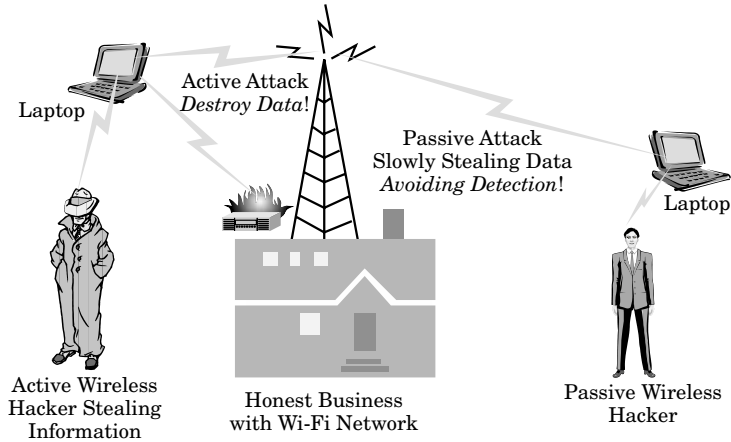 Active Attack
Destroy Data!
Laptop
Passive Attack
Slowly Stealing Data
Avoiding Detection!
Laptop
Active Wireless
Hacker Stealing
Information
Honest Business
with Wi-Fi Network
Passive Wireless
Hacker